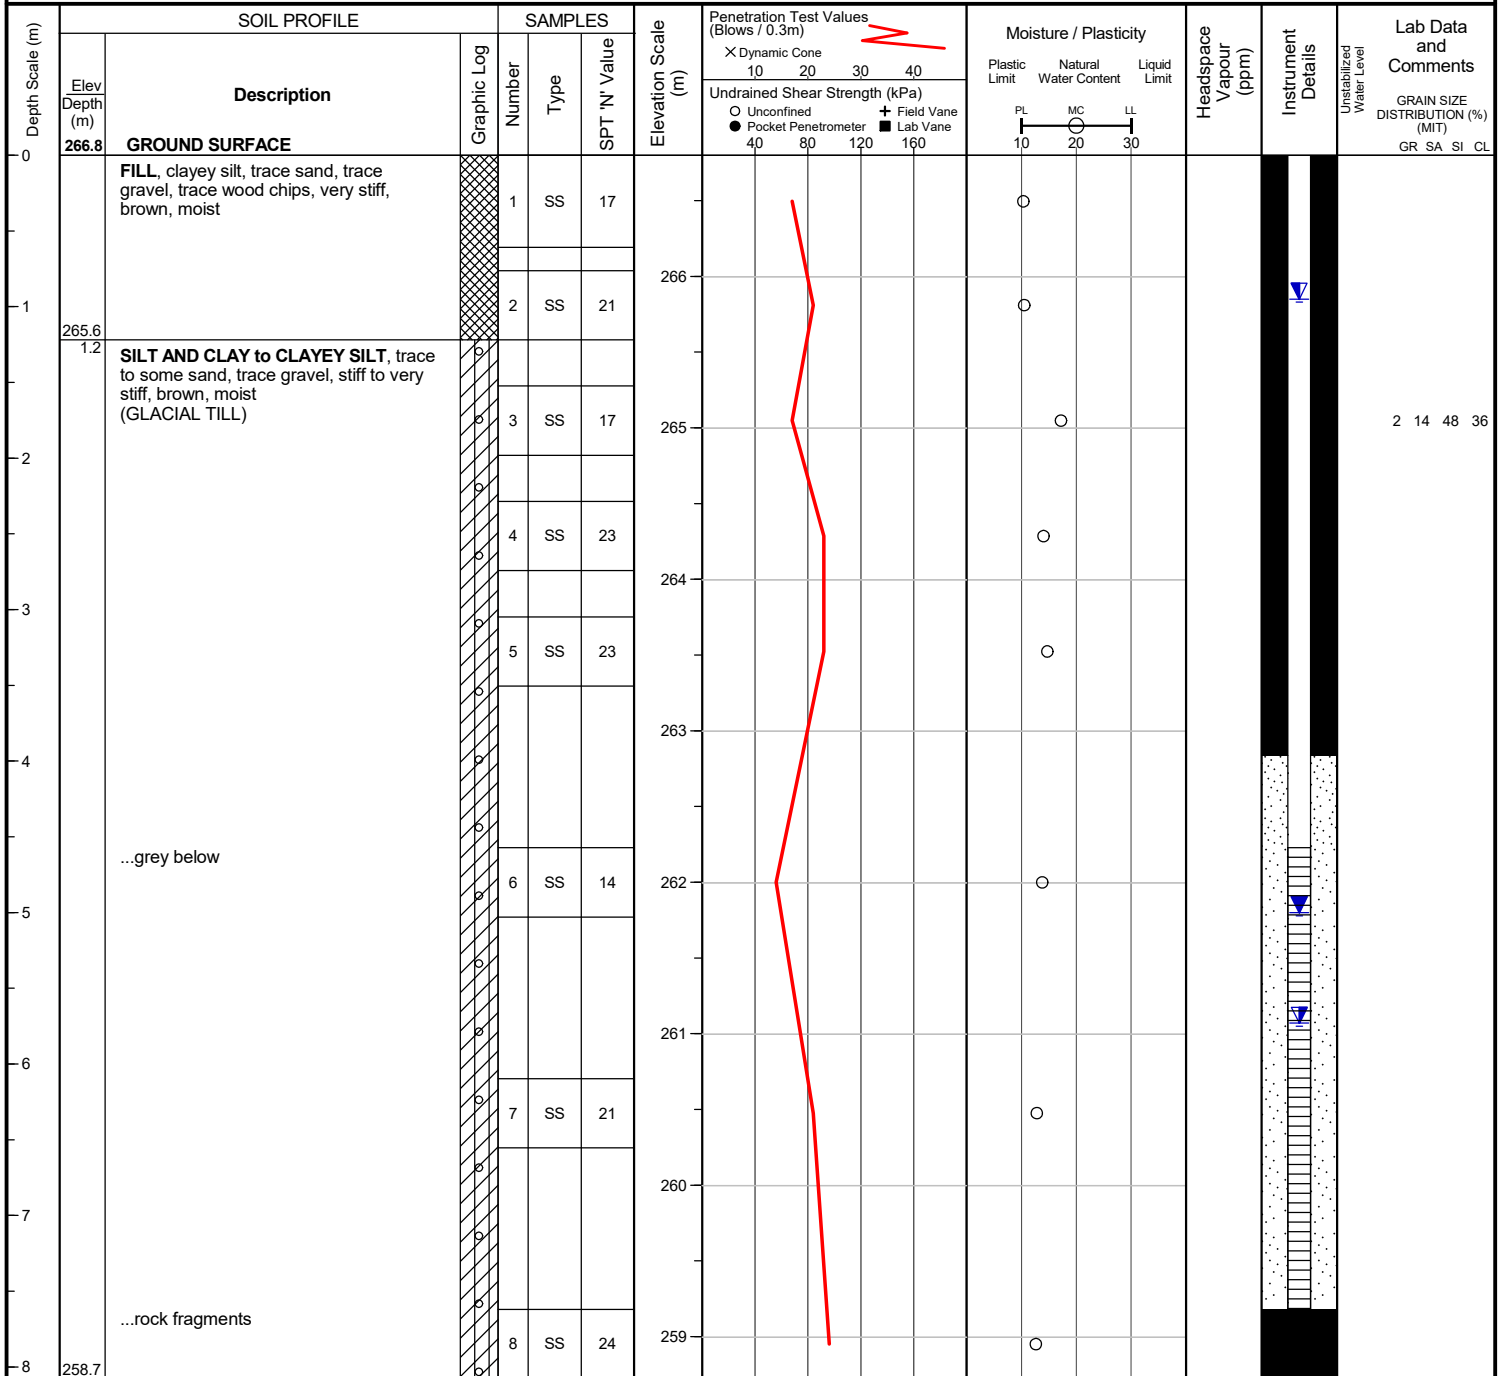 SOIL PROFILE
SAMPLES
Depth Scale (m)
Elev
Depth
(m)
266.8
Description
GROUND SURFACE
Graphic Log
Number
Type
SPT 'N' Value
Elevation Scale
(m)
Penetration Test Values
(Blows / 0.3m)
X Dynamic Cone
10 20 30 40
Undrained Shear Strength (kPa)
Unconfined
Field Vane
Pocket Penetrometer
Lab Vane
40 80 120 160
Moisture / Plasticity
Plastic
Limit
Natural
Water Content
Liquid
Limit
PL MC LL
10 20 30
Headspace
Vapour
(ppm)
Instrument
Details
Unstabilized
Water Level
Lab Data
and
Comments
GRAIN SIZE
DISTRIBUTION (%)
(MIT)
GR SA SI CL
0
FILL, clayey silt, trace sand, trace
gravel, trace wood chips, very stiff,
brown, moist
1 SS 17
266
1
2 SS 21
265.6
1.2
SILT AND CLAY to CLAYEY SILT, trace
to some sand, trace gravel, stiff to very
stiff, brown, moist
(GLACIAL TILL)
3 SS 17
265
2 14 48 36
2
4 SS 23
264
3
5 SS 23
263
4
...grey below
6 SS 14
262
5
261
6
7 SS 21
260
7
...rock fragments
8 SS 24
259
8
258.7